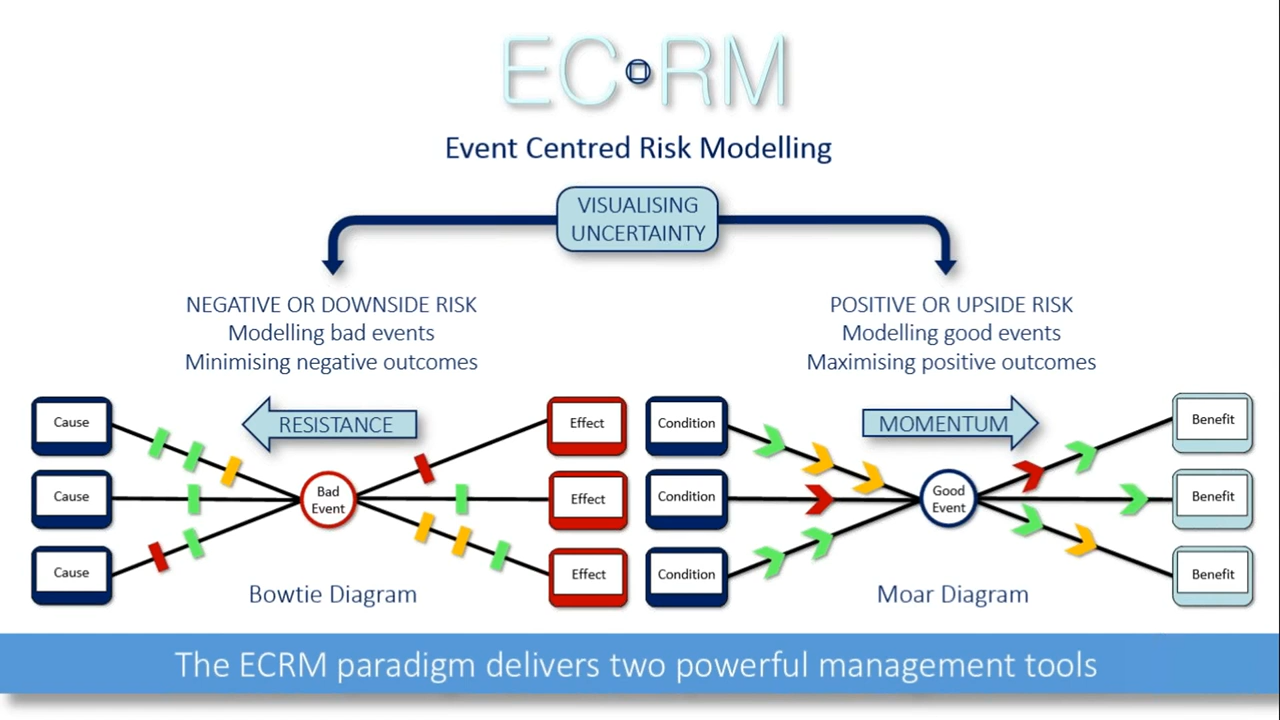 EC RM
Event Centred Risk Modelling
VISUALISING
UNCERTAINTY
NEGATIVE OR DOWNSIDE RISK
Modelling bad events
Minimising negative outcomes
POSITIVE OR UPSIDE RISK
Modelling good events
Maximising positive outcomes
Cause
RESISTANCE
Effect
Cause
Bad
Event
Effect
Cause
Effect
Bowtie Diagram
Condition
MOMENTUM
Benefit
Condition
Good
Event
Benefit
Condition
Benefit
Moar Diagram
The ECRM paradigm delivers two powerful management tools